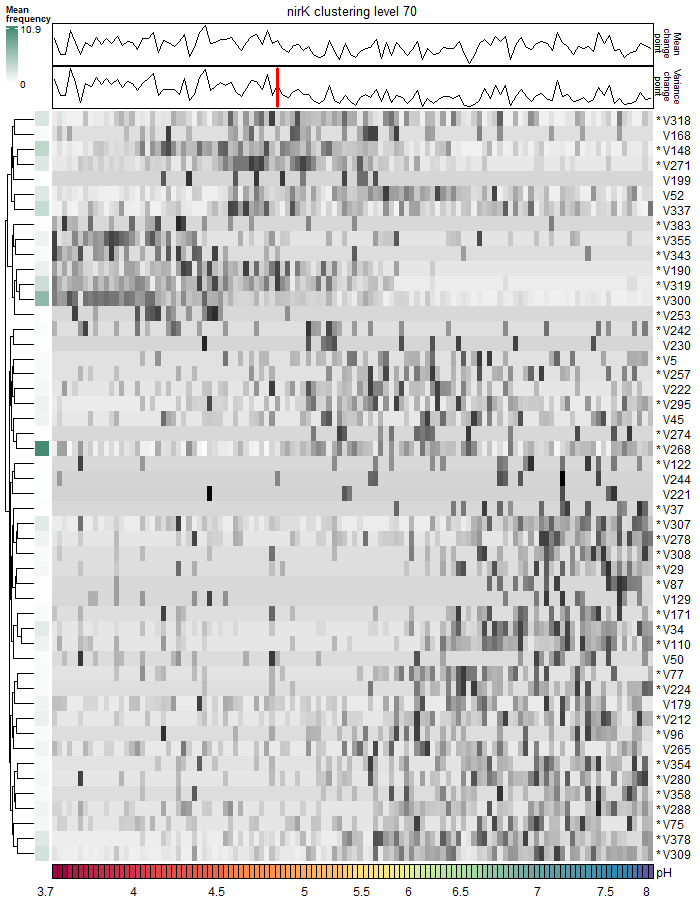 nirK clustering level 70
Mean
frequency
10.9
0
Mean
change
point
Variance
change
point
*V318
V168
*V148
*V271
V199
V52
V337
*V383
*V355
*V343
*V190
*V319
*V300
*V253
*V242
V230
*V5
*V257
V222
*V295
V45
*V274
*V268
*V122
V244
V221
*V37
*V307
*V278
*V308
*V29
*V87
V129
*V171
*V34
*V110
V50
*V77
*V224
V179
*V212
*V96
V265
*V354
*V280
*V358
*V288
*V75
*V378
*V309
pH
3.7 4 4.5 5 5.5 6 6.5 7 7.5 8